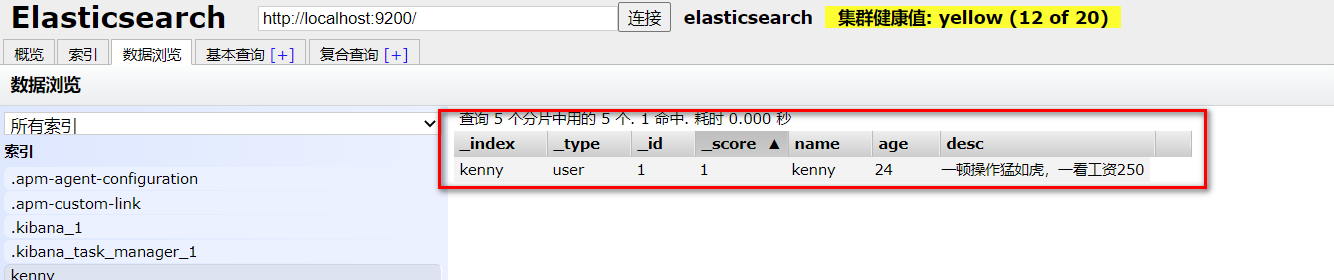 Elasticsearch http://localhost:9200/ 连接 elasticsearch 集群健康值: yellow (12 of 20)
概览 索引 数据浏览 基本查询 [+] 复合查询 [+]
数据浏览
所有索引
索引
.apm-agent-configuration
.apm-custom-link
.kibana_1
.kibana_task_manager_1
kenny
查询 5 个分片中用的 5 个. 1 命中. 耗时 0.000 秒
_index _type _id _score ▲ name age desc
kenny user 1 1 kenny 24 一顿操作猛如虎，一看工资250